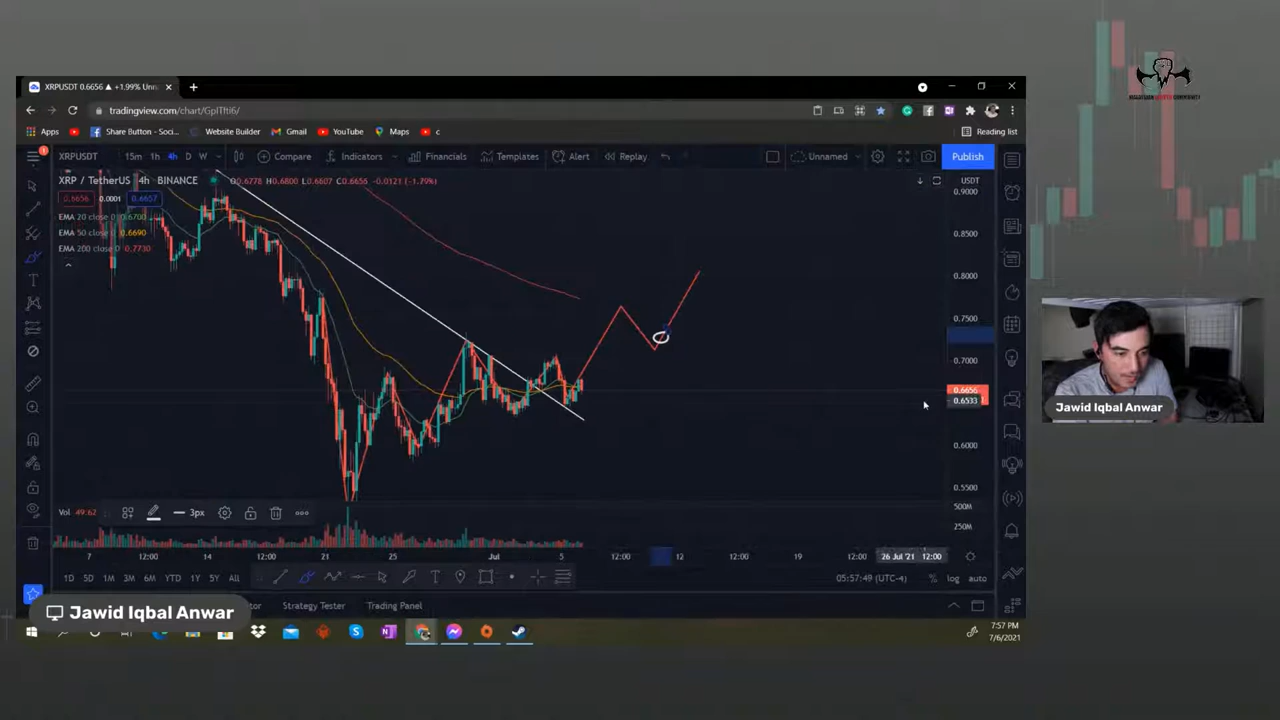 XRPUSDT 0.6656 ▲ +1.99% Unn
tradingview.com/chart/GpITfti6/
Apps
Share Button - Soci...
Website Builder
Gmail
YouTube
Maps
c
Reading list
XRPUSDT 15m 1h 4h D W Compare Indicators Financials Templates Alert Replay Unnamed Publish
XRP / TetherUS · 4h · BINANCE O0.6778 H0.6800 L0.6607 C0.6656 -0.0121 (-1.79%)
USDT
0.6656 0.0001 0.6657
EMA 20 close 0 0.6700
EMA 50 close 0 0.6690
EMA 200 close 0 0.7730
0.9000
0.8500
0.8000
0.7500
0.7000
0.6656
0.6533
0.6000
0.5500
500M
250M
Vol 49.62
3px
7 12:00 14 12:00 21 25 Jul 5 12:00 12 12:00 19 12:00 26 Jul '21 12:00
1D 5D 1M 3M 6M YTD 1Y 5Y All
05:57:49 (UTC-4) % log auto
Strategy Tester Trading Panel
Jawid Iqbal Anwar
7:57 PM
7/6/2021
Jawid Iqbal Anwar